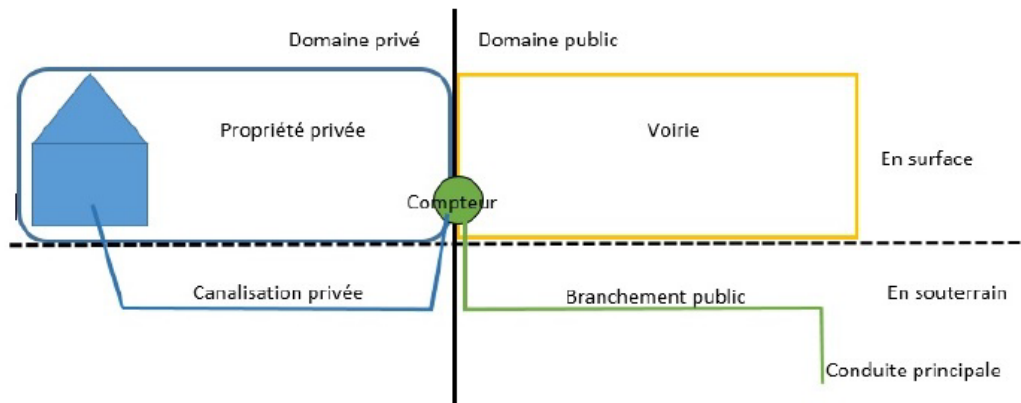 Domaine privé
Domaine public
Propriété privée
Voirie
En surface
Compteur
Canalisation privée
Branchement public
En souterrain
Conduite principale